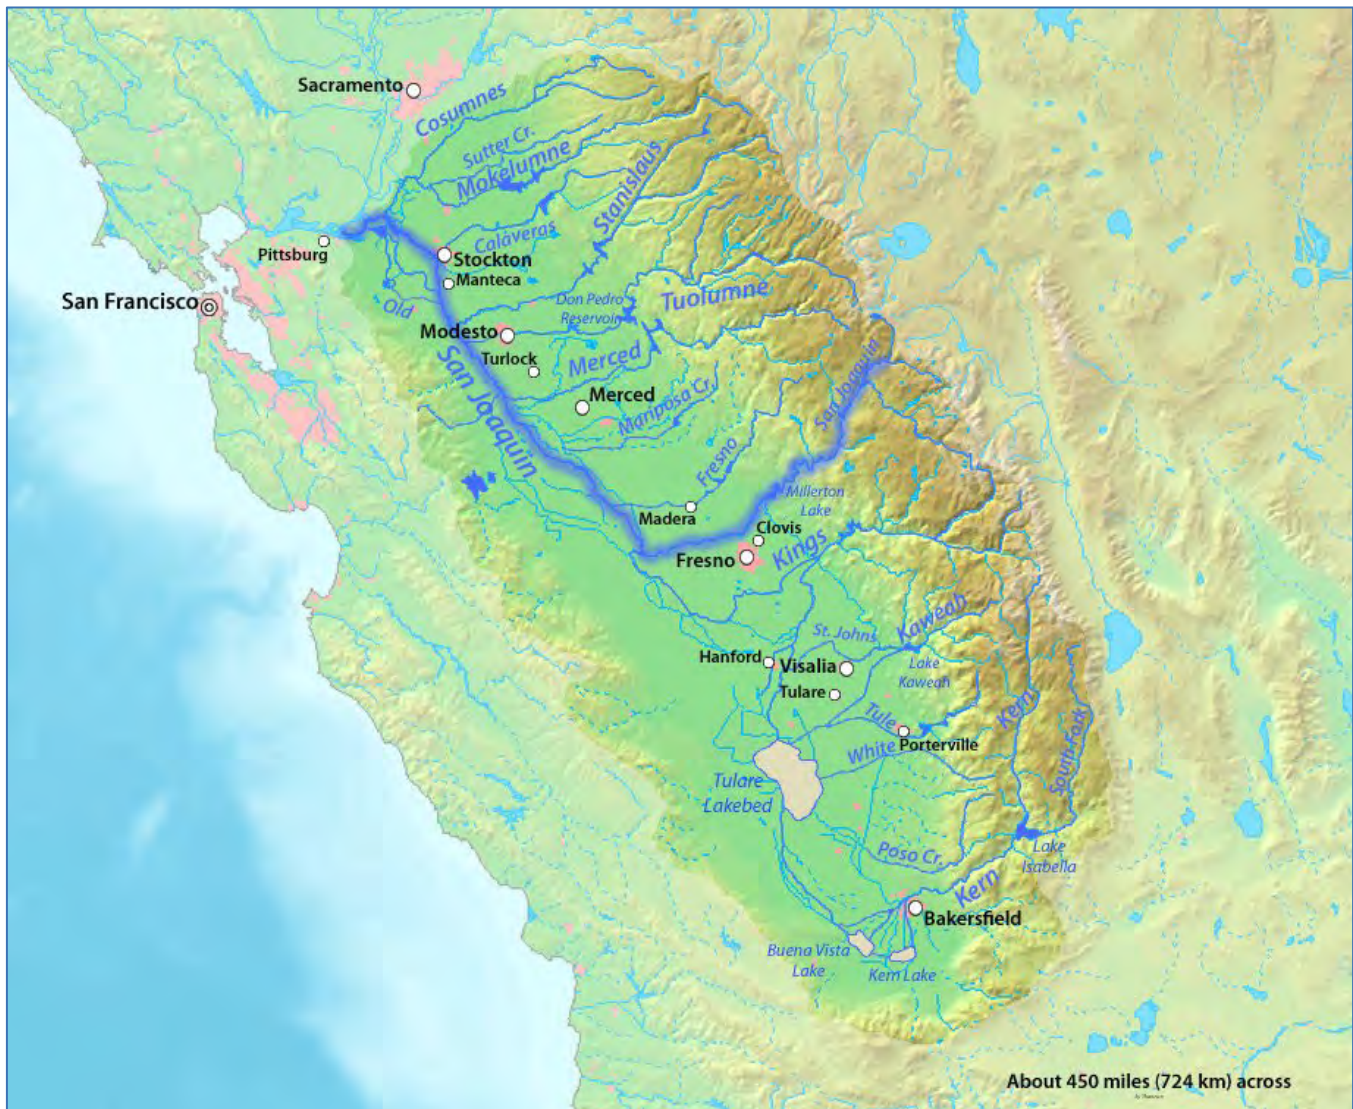 Sacramento
Cosumnes
Sutter Cr.
Mokelumne
Stanislaus
Pittsburg
Calaveras
Stockton
Manteca
San Francisco
Old
Don Pedro
Reservoir
Tuolumne
Modesto
Turlock
Merced
San Joaquin
San Joaquin
Merced
Mariposa Cr.
Fresno
Millerton
Lake
Madera
Clovis
Fresno
Kings
St. Johns
Kaweah
Hanford
Visalia
Lake
Kaweah
Tulare
Tule
Porterville
White
Kern
South Fork
Tulare
Lakebed
Poso Cr.
Lake
Isabella
Kern
Bakersfield
Buena Vista
Lake
Kern Lake
About 450 miles (724 km) across